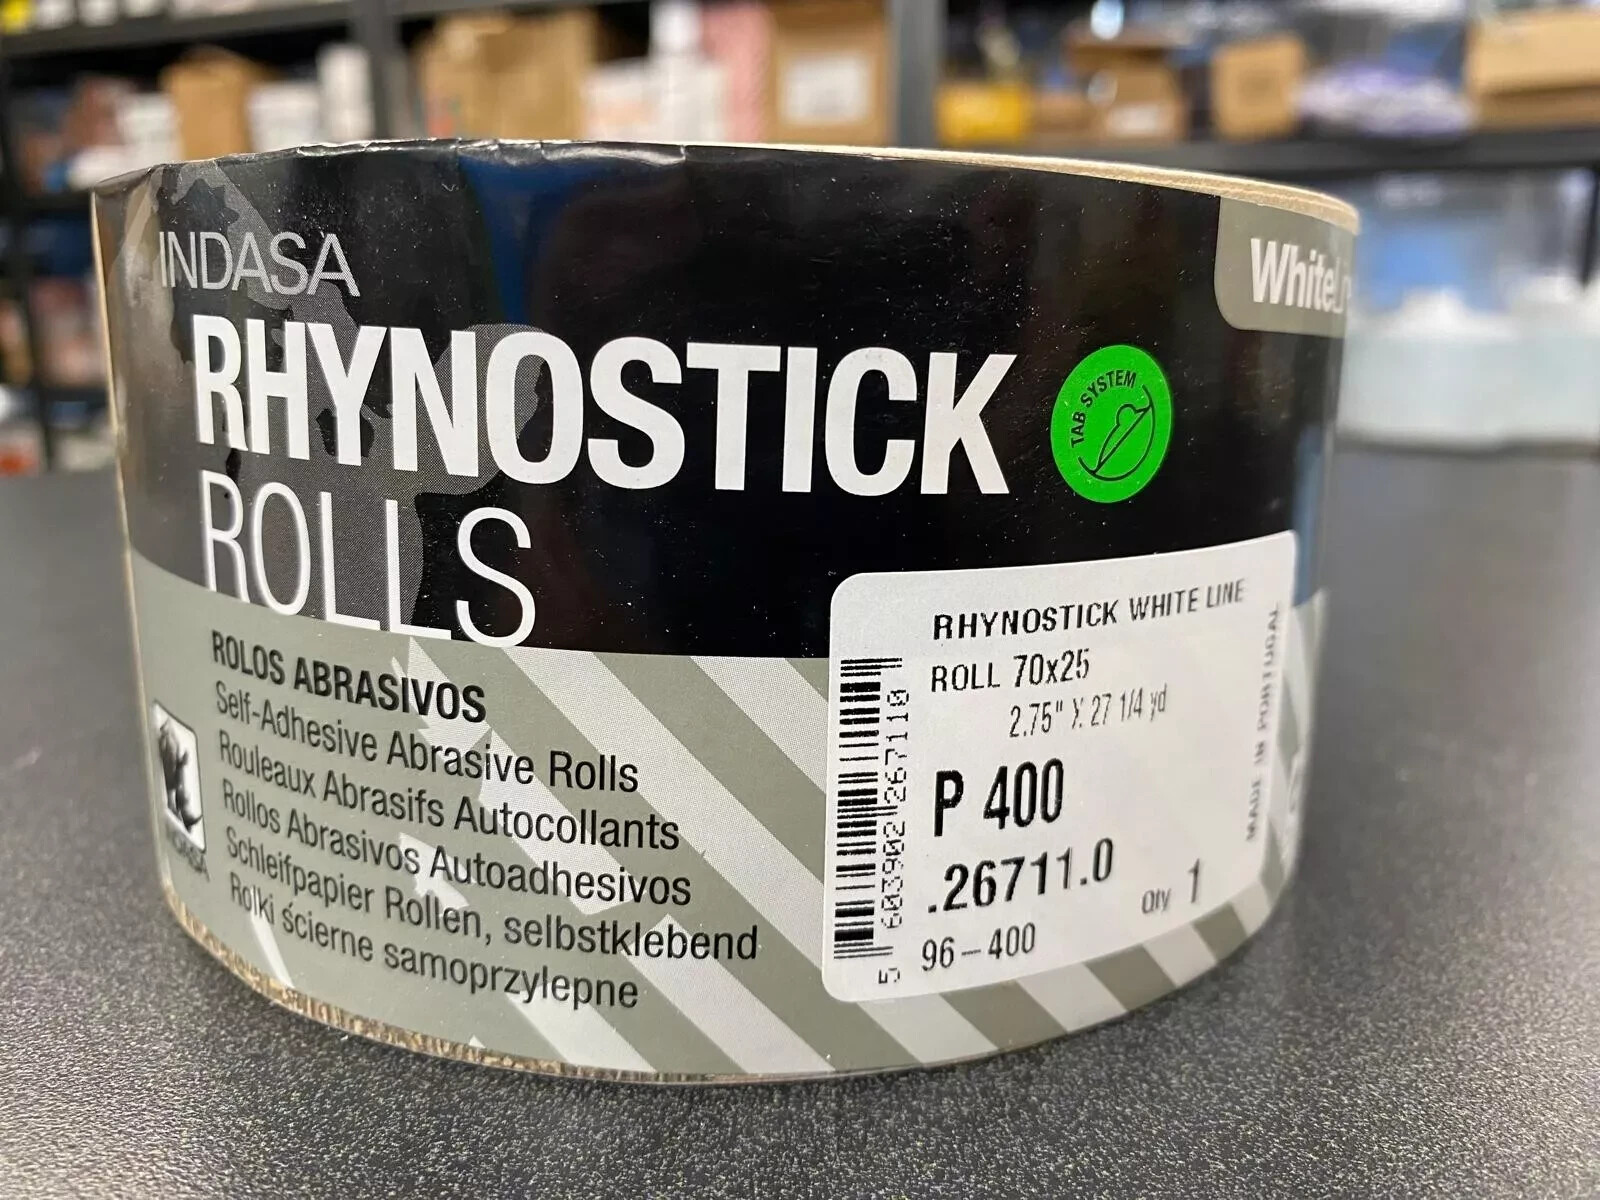 INDASA
RHYNOSTICK
ROLLS
TAB SYSTEM
ROLOS ABRASIVOS
Self-Adhesive Abrasive Rolls
Rouleaux Abrasifs Autocollants
Rollos Abrasivos Autoadhesivos
Schleifpapier Rollen, selbstklebend
Rolki ścierne samoprzylepne
INDASA
RHYNOSTICK WHITE LINE
ROLL 70x25
2.75" X 27 1/4 yd
P 400
.26711.0
Qty 1
96-400
5 603902 267110
MADE IN PORTUGAL